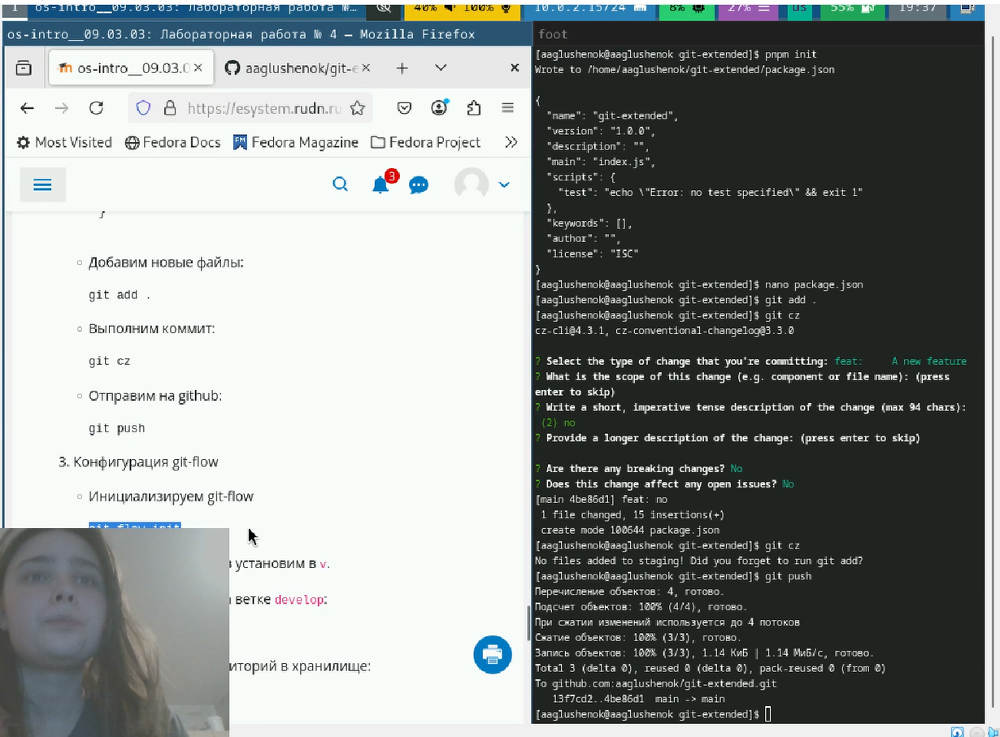 1 os-intro__09.03.03: Лабораторная работа №… 40% 100% 10.0.2.15/24 8% 27% us 55% 19:37
os-intro__09.03.03: Лабораторная работа № 4 — Mozilla Firefox
os-intro__09.03.0
aaglushenok/git-e
https://esystem.rudn.ru
Most Visited Fedora Docs Fedora Magazine Fedora Project
3
}
Добавим новые файлы:
git add .
Выполним коммит:
git cz
Отправим на github:
git push
3. Конфигурация git-flow
Инициализируем git-flow
git flow init
установим в v.
ветке develop:
иторий в хранилище:
foot
[aaglushenok@aaglushenok git-extended]$ pnpm init
Wrote to /home/aaglushenok/git-extended/package.json
{
"name": "git-extended",
"version": "1.0.0",
"description": "",
"main": "index.js",
"scripts": {
"test": "echo \"Error: no test specified\" && exit 1"
},
"keywords": [],
"author": "",
"license": "ISC"
}
[aaglushenok@aaglushenok git-extended]$ nano package.json
[aaglushenok@aaglushenok git-extended]$ git add .
[aaglushenok@aaglushenok git-extended]$ git cz
cz-cli@4.3.1, cz-conventional-changelog@3.3.0
? Select the type of change that you're committing: feat: A new feature
? What is the scope of this change (e.g. component or file name): (press
enter to skip)
? Write a short, imperative tense description of the change (max 94 chars):
(2) no
? Provide a longer description of the change: (press enter to skip)
? Are there any breaking changes? No
? Does this change affect any open issues? No
[main 4be86d1] feat: no
1 file changed, 15 insertions(+)
create mode 100644 package.json
[aaglushenok@aaglushenok git-extended]$ git cz
No files added to staging! Did you forget to run git add?
[aaglushenok@aaglushenok git-extended]$ git push
Перечисление объектов: 4, готово.
Подсчет объектов: 100% (4/4), готово.
При сжатии изменений используется до 4 потоков
Сжатие объектов: 100% (3/3), готово.
Запись объектов: 100% (3/3), 1.14 КиБ | 1.14 МиБ/с, готово.
Total 3 (delta 0), reused 0 (delta 0), pack-reused 0 (from 0)
To github.com:aaglushenok/git-extended.git
13f7cd2..4be86d1 main -> main
[aaglushenok@aaglushenok git-extended]$